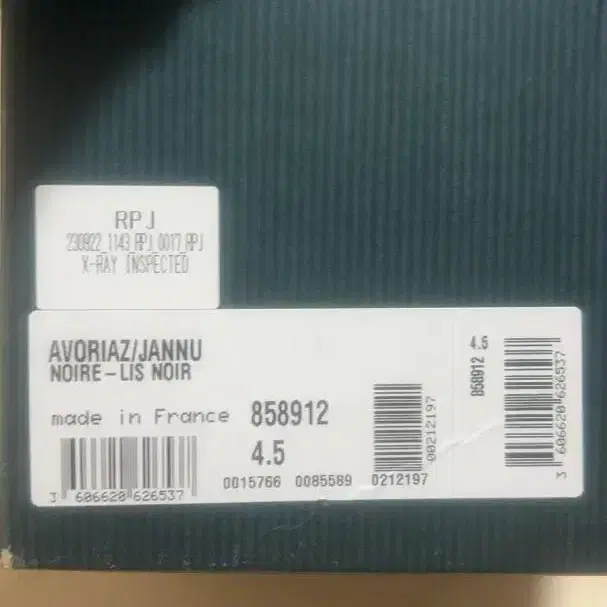 RPJ
230822_1143_RPJ_0017_RPJ
X-RAY INSPECTED
AVORIAZ/JANNU
NOIRE-LIS NOIR
made in France 858912
4.5
3 606620 626537
0015766 0085589 0212197
00212197
858912 4.5
3 606620 626537